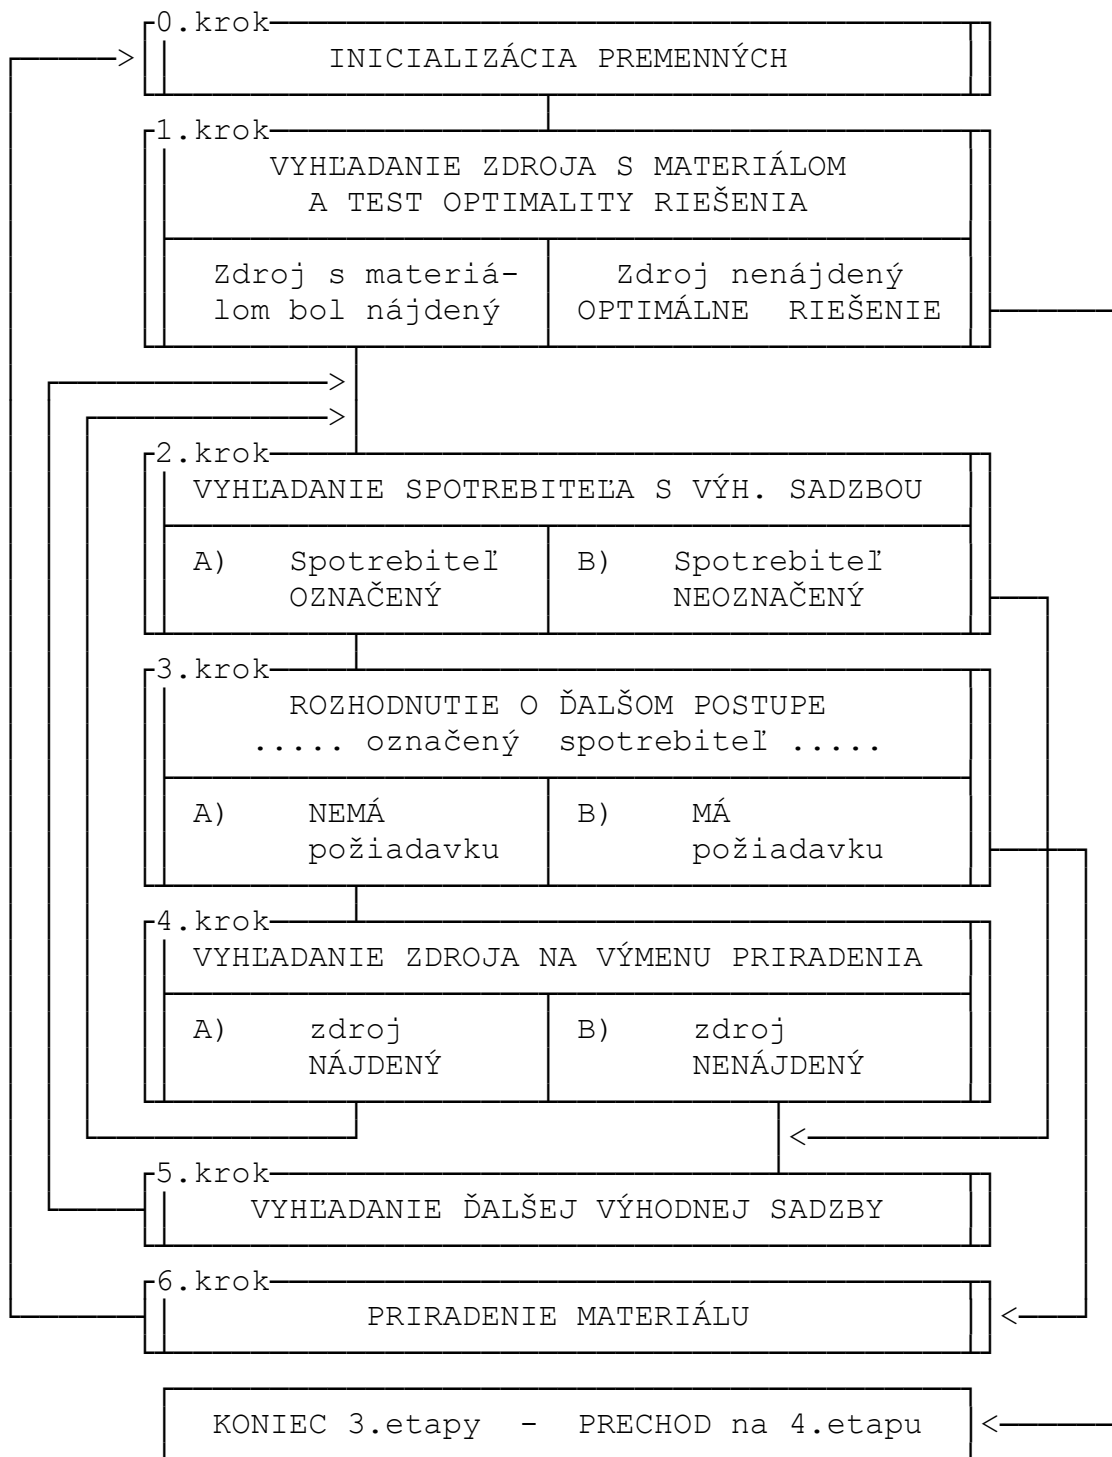 0.krok
INICIALIZÁCIA PREMENNÝCH
1.krok
VYHĽADANIE ZDROJA S MATERIÁLOM
A TEST OPTIMALITY RIEŠENIA
Zdroj s materiá-
lom bol nájdený
Zdroj nenájdený
OPTIMÁLNE RIEŠENIE
2.krok
VYHĽADANIE SPOTREBITEĽA S VÝH. SADZBOU
A) Spotrebiteľ
OZNAČENÝ
B) Spotrebiteľ
NEOZNAČENÝ
3.krok
ROZHODNUTIE O ĎALŠOM POSTUPE
..... označený spotrebiteľ .....
A) NEMÁ
požiadavku
B) MÁ
požiadavku
4.krok
VYHĽADANIE ZDROJA NA VÝMENU PRIRADENIA
A) zdroj
NÁJDENÝ
B) zdroj
NENÁJDENÝ
5.krok
VYHĽADANIE ĎALŠEJ VÝHODNEJ SADZBY
6.krok
PRIRADENIE MATERIÁLU
KONIEC 3.etapy - PRECHOD na 4.etapu